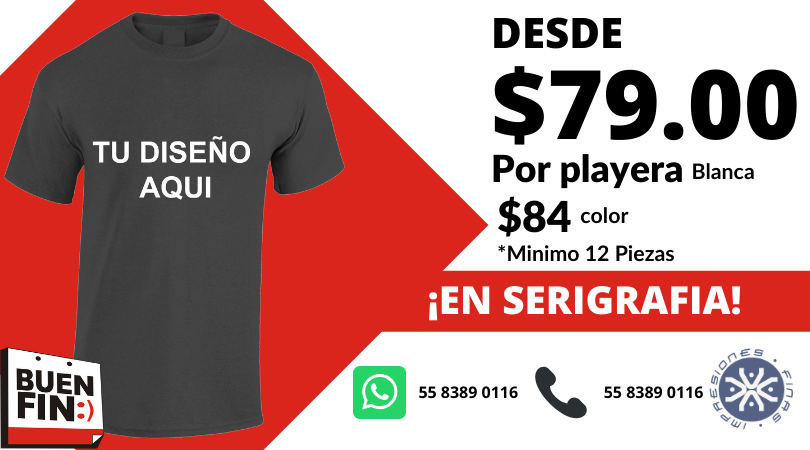 TU DISEÑO
AQUI
DESDE
$79.00
Por playera Blanca
$84 color
*Minimo 12 Piezas
¡EN SERIGRAFIA!
BUEN
FIN:)
55 8389 0116
55 8389 0116
IMPRESIONES • FINAS •